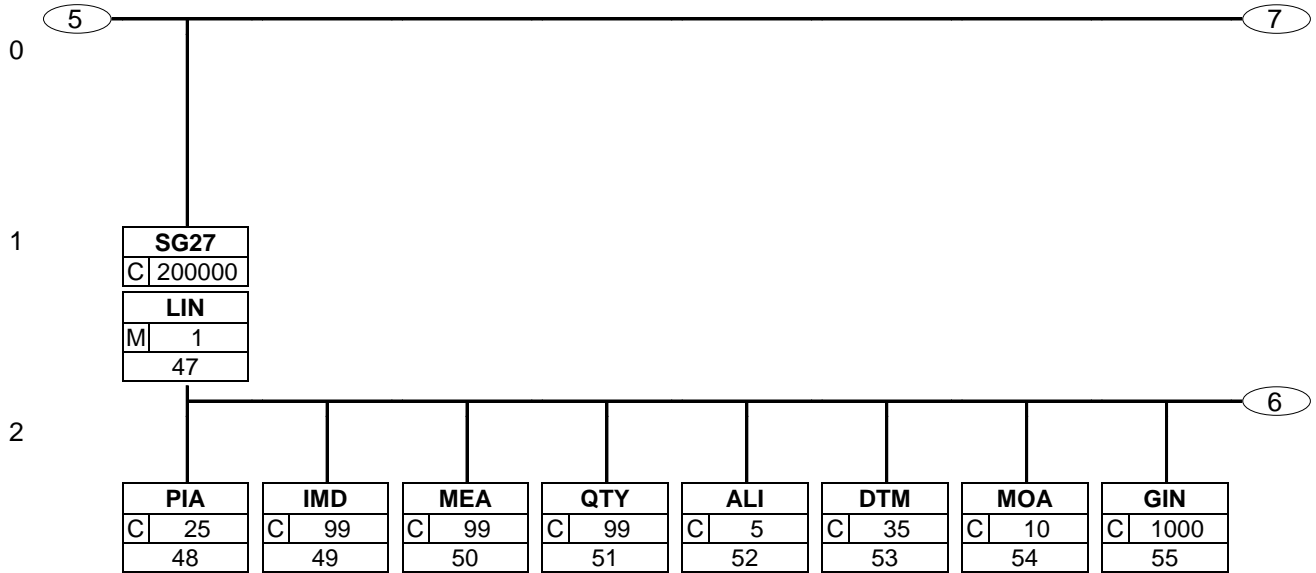 5 7
0
1
SG27
C 200000
LIN
M 1
47
6
2
PIA IMD MEA QTY ALI DTM MOA GIN
C 25 C 99 C 99 C 99 C 5 C 35 C 10 C 1000
48 49 50 51 52 53 54 55